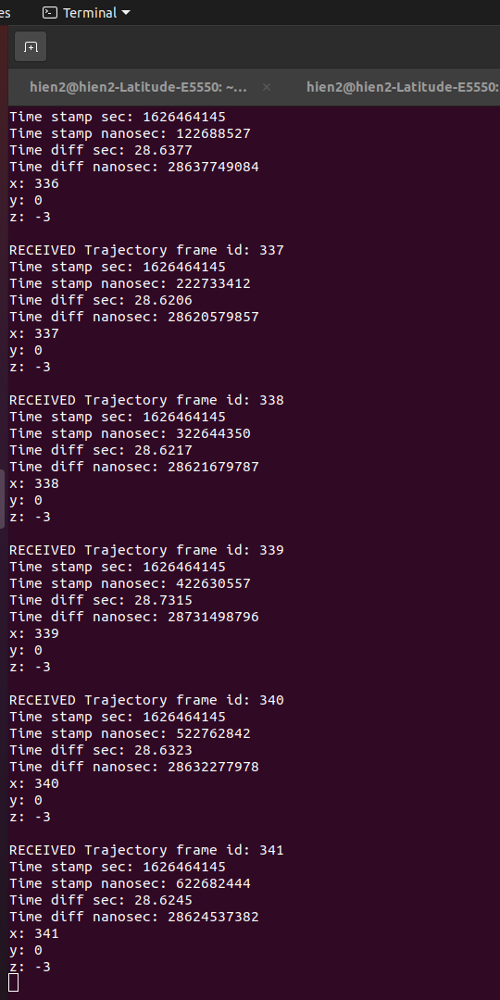 es
Terminal
hien2@hien2-Latitude-E5550: ~...
×
hien2@hien2-Latitude-E5550:
Time stamp sec: 1626464145
Time stamp nanosec: 122688527
Time diff sec: 28.6377
Time diff nanosec: 28637749084
x: 336
y: 0
z: -3
RECEIVED Trajectory frame id: 337
Time stamp sec: 1626464145
Time stamp nanosec: 222733412
Time diff sec: 28.6206
Time diff nanosec: 28620579857
x: 337
y: 0
z: -3
RECEIVED Trajectory frame id: 338
Time stamp sec: 1626464145
Time stamp nanosec: 322644350
Time diff sec: 28.6217
Time diff nanosec: 28621679787
x: 338
y: 0
z: -3
RECEIVED Trajectory frame id: 339
Time stamp sec: 1626464145
Time stamp nanosec: 422630557
Time diff sec: 28.7315
Time diff nanosec: 28731498796
x: 339
y: 0
z: -3
RECEIVED Trajectory frame id: 340
Time stamp sec: 1626464145
Time stamp nanosec: 522762842
Time diff sec: 28.6323
Time diff nanosec: 28632277978
x: 340
y: 0
z: -3
RECEIVED Trajectory frame id: 341
Time stamp sec: 1626464145
Time stamp nanosec: 622682444
Time diff sec: 28.6245
Time diff nanosec: 28624537382
x: 341
y: 0
z: -3